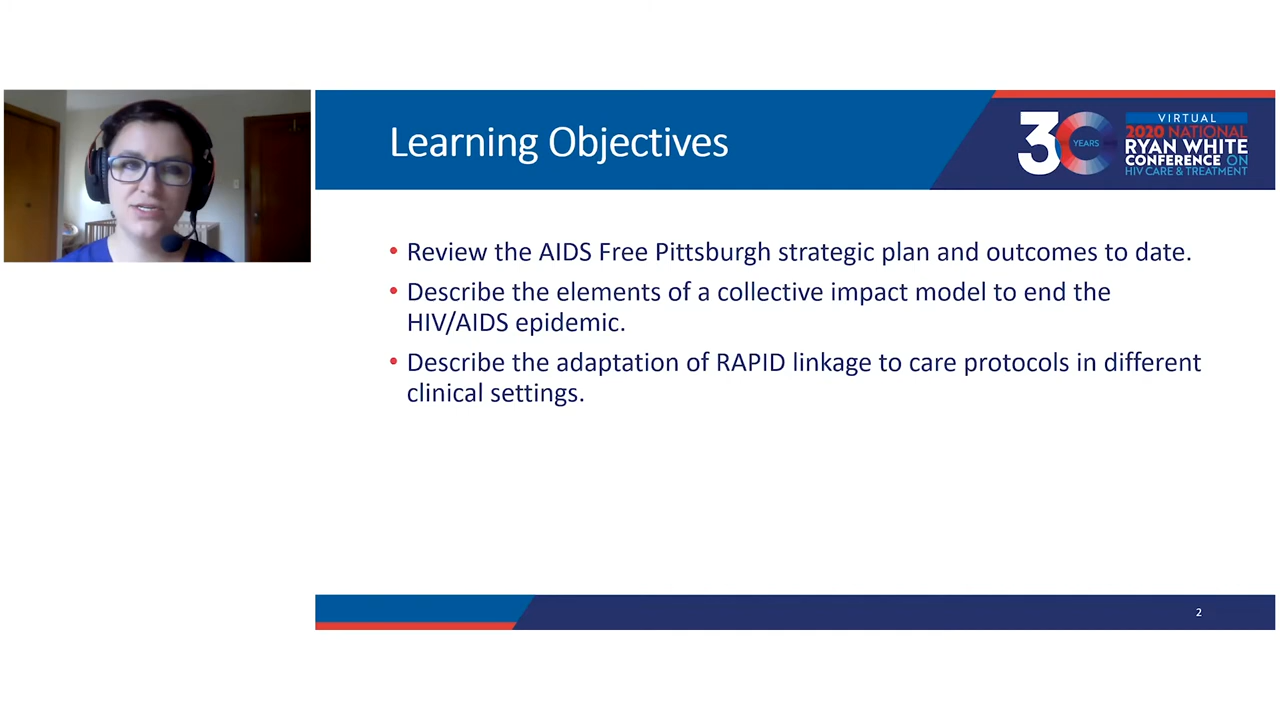 Learning Objectives
30 YEARS
VIRTUAL
2020 NATIONAL
RYAN WHITE
CONFERENCE ON
HIV CARE & TREATMENT
• Review the AIDS Free Pittsburgh strategic plan and outcomes to date.
• Describe the elements of a collective impact model to end the
HIV/AIDS epidemic.
• Describe the adaptation of RAPID linkage to care protocols in different
clinical settings.
2